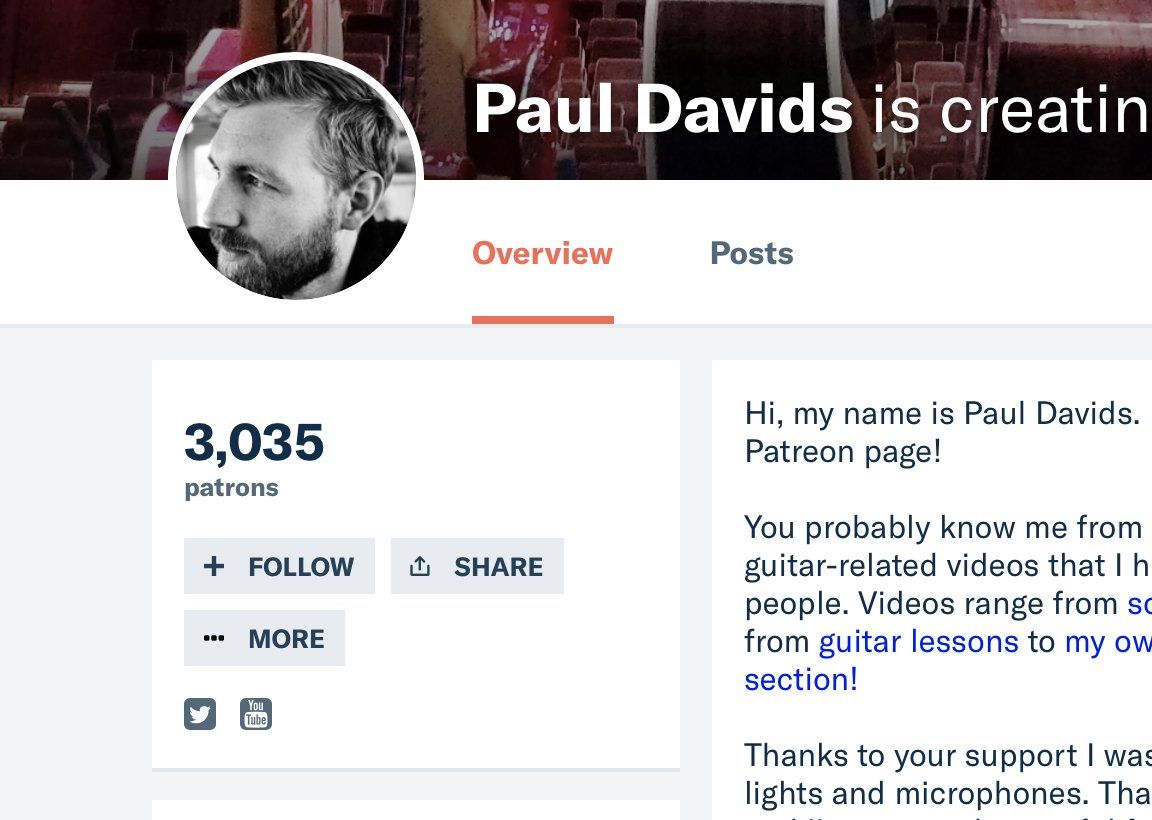 Paul Davids is creatin
Overview
Posts
3,035
patrons
FOLLOW
SHARE
MORE
You
Tube
Hi, my name is Paul Davids.
Patreon page!
You probably know me from
guitar-related videos that I h
people. Videos range from so
from guitar lessons to my ow
section!
Thanks to your support I was
lights and microphones. Tha